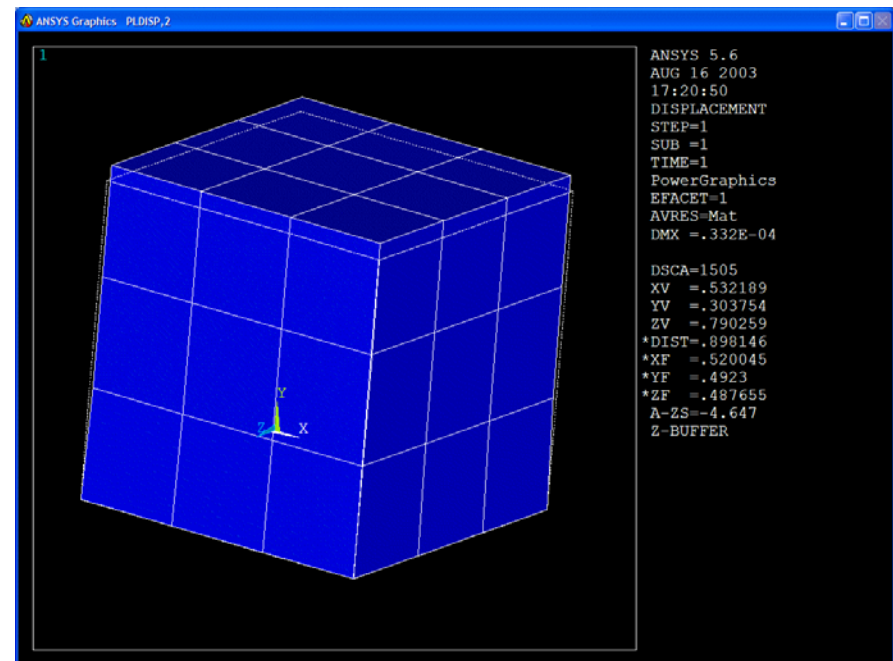 ANSYS Graphics PLDISP,2
1
ANSYS 5.6
AUG 16 2003
17:20:50
DISPLACEMENT
STEP=1
SUB =1
TIME=1
PowerGraphics
EFACET=1
AVRES=Mat
DMX =.332E-04
DSCA=1505
XV =.532189
YV =.303754
ZV =.790259
*DIST=.898146
*XF =.520045
*YF =.4923
*ZF =.487655
A-ZS=-4.647
Z-BUFFER
Y
Z X